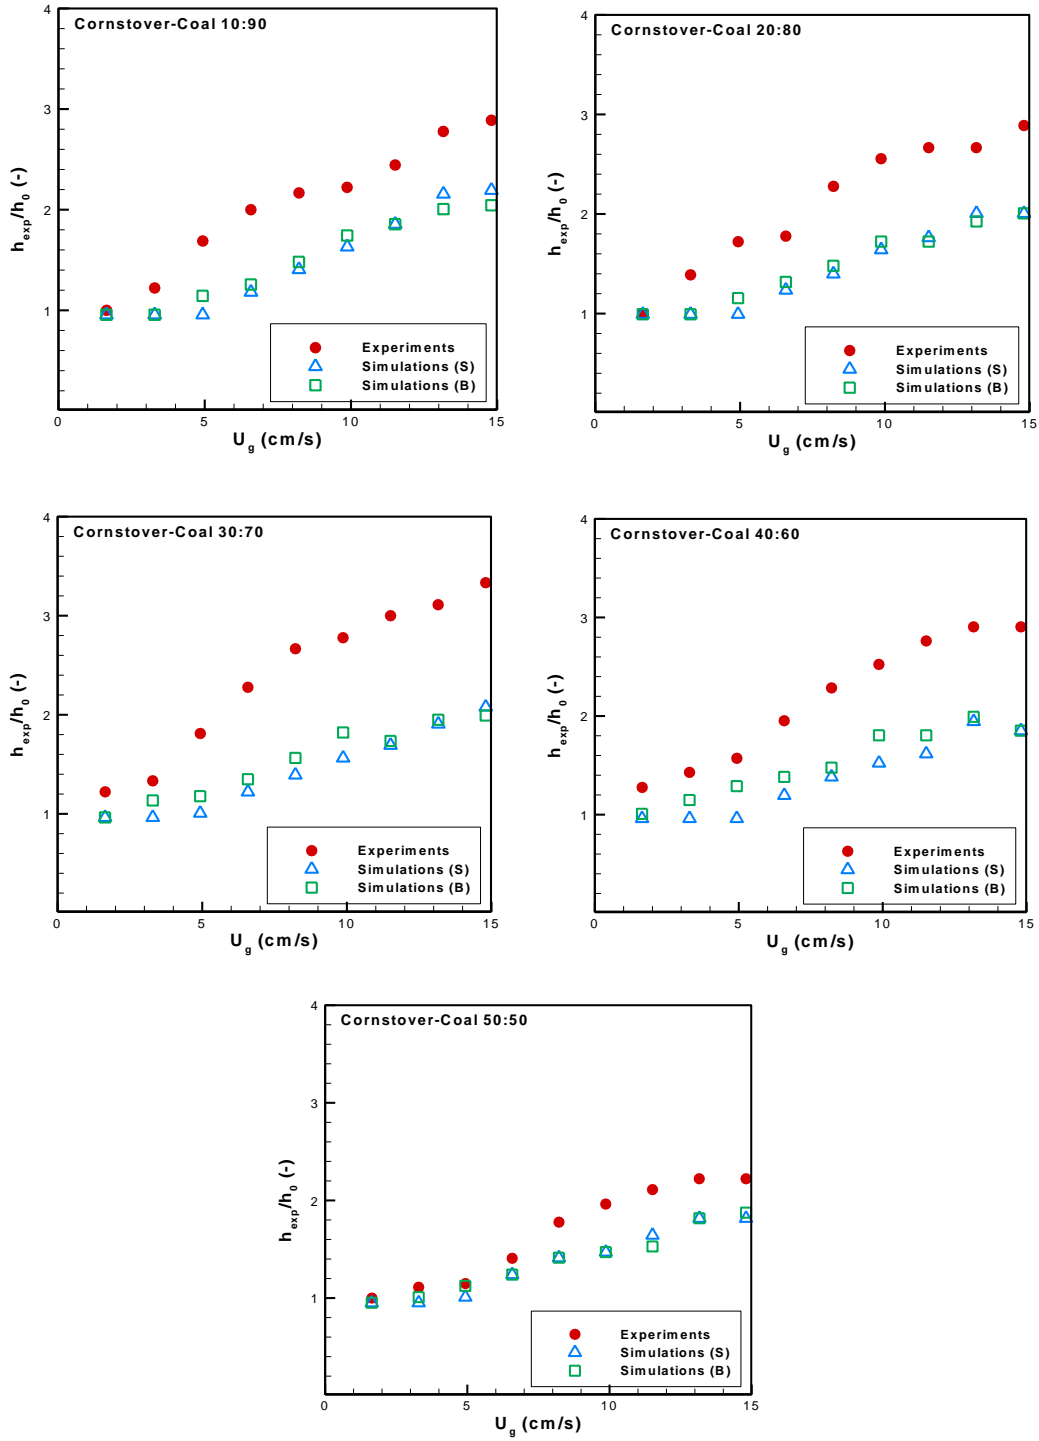 Cornstover-Coal 10:90
4
3
2
1
0
5
10
15
h_exp/h_0 (-)
U_g (cm/s)
Experiments
Simulations (S)
Simulations (B)
Cornstover-Coal 20:80
4
3
2
1
0
5
10
15
h_exp/h_0 (-)
U_g (cm/s)
Experiments
Simulations (S)
Simulations (B)
Cornstover-Coal 30:70
4
3
2
1
0
5
10
15
h_exp/h_0 (-)
U_g (cm/s)
Experiments
Simulations (S)
Simulations (B)
Cornstover-Coal 40:60
4
3
2
1
0
5
10
15
h_exp/h_0 (-)
U_g (cm/s)
Experiments
Simulations (S)
Simulations (B)
Cornstover-Coal 50:50
4
3
2
1
0
5
10
15
h_exp/h_0 (-)
U_g (cm/s)
Experiments
Simulations (S)
Simulations (B)